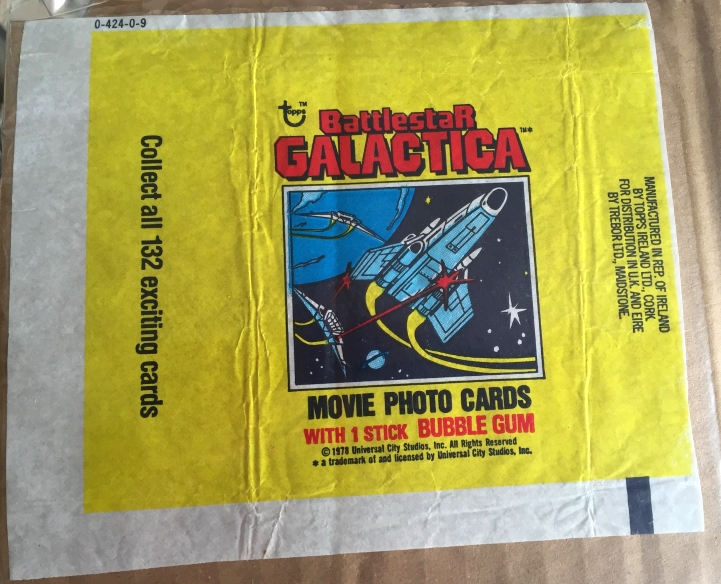 0-424-0-9
Topps TM
BattlestaR
GALACTICA TM*
Collect all 132 exciting cards
MANUFACTURED IN REP. OF IRELAND
BY TOPPS IRELAND LTD., CORK.
FOR DISTRIBUTION IN U.K. AND EIRE
BY TREBOR LTD., MAIDSTONE.
MOVIE PHOTO CARDS
WITH 1 STICK BUBBLE GUM
© 1978 Universal City Studios, Inc. All Rights Reserved
* a trademark of and licensed by Universal City Studios, Inc.